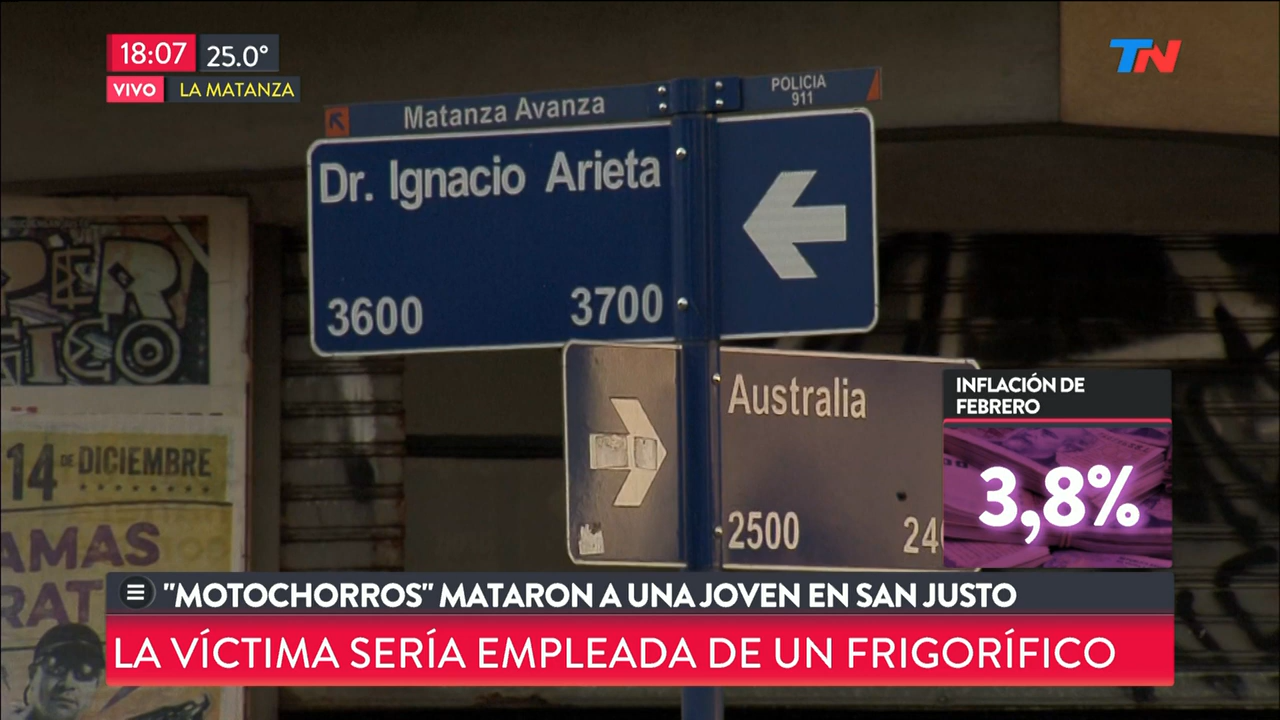 18:07 25.0°
VIVO LA MATANZA
TN
Matanza Avanza
POLICIA
911
Dr. Ignacio Arieta
3600 3700
Australia
2500
14 DE DICIEMBRE
INFLACIÓN DE
FEBRERO
3,8%
"MOTOCHORROS" MATARON A UNA JOVEN EN SAN JUSTO
LA VÍCTIMA SERÍA EMPLEADA DE UN FRIGORÍFICO